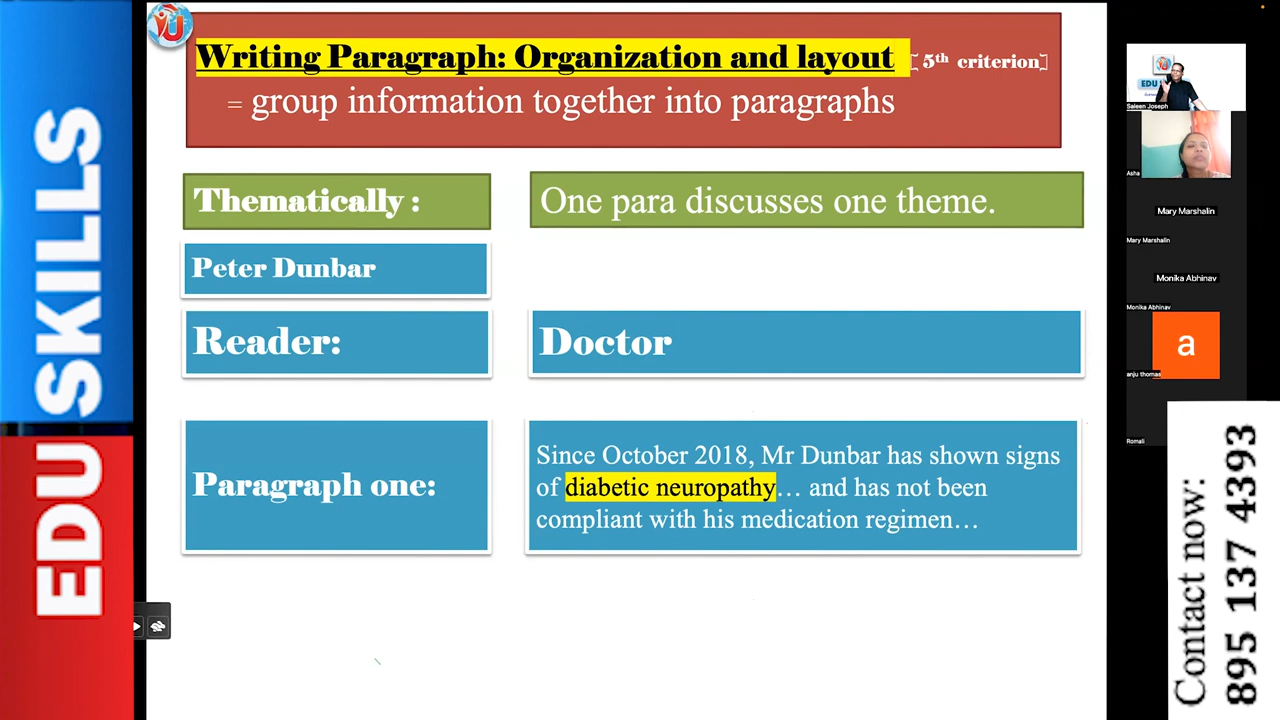 EDU SKILLS
U
Writing Paragraph: Organization and layout [ 5th criterion]
= group information together into paragraphs
Thematically :
One para discusses one theme.
Peter Dunbar
Reader:
Doctor
Paragraph one:
Since October 2018, Mr Dunbar has shown signs
of diabetic neuropathy… and has not been
compliant with his medication regimen…
EDU
Saleen Joseph
Asha
Mary Marshalin
Mary Marshalin
Monika Abhinav
Monika Abhinav
a
anju thomas
Romali
Contact now:
895 137 4393